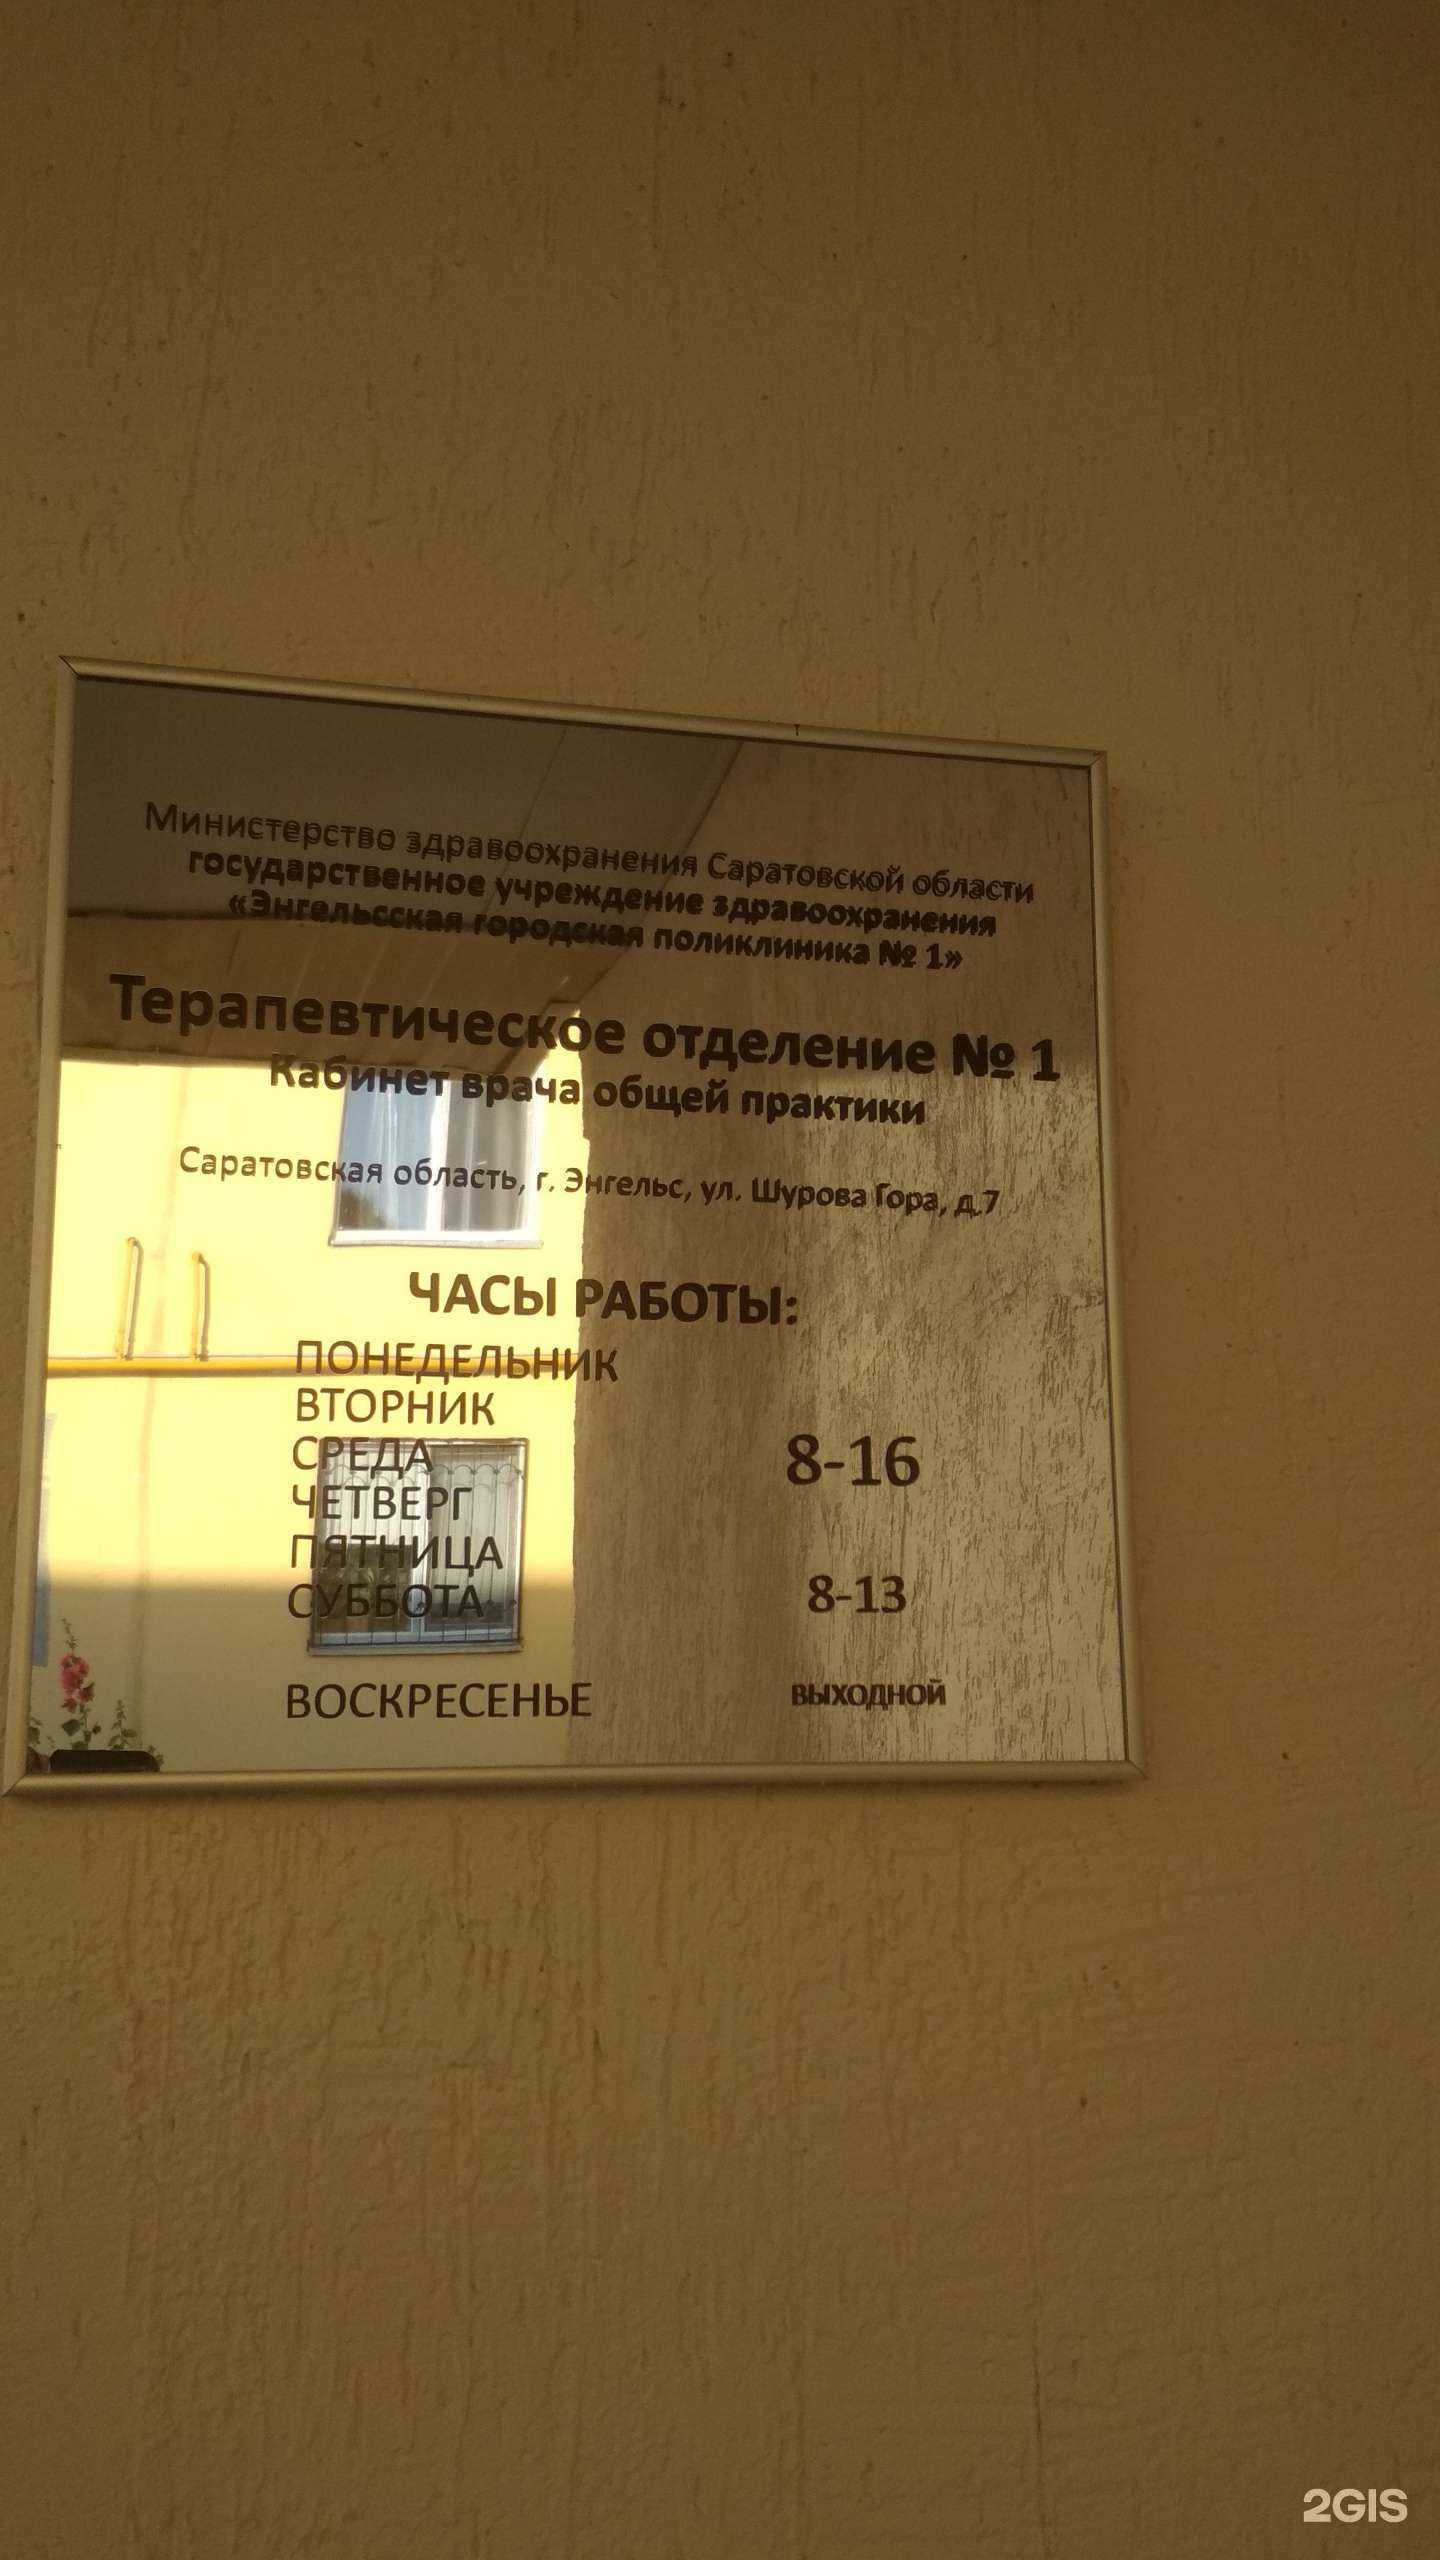 Министерство здравоохранения Саратовской области
государственное учреждение здравоохранения
«Энгельсская городская поликлиника № 1»
Терапевтическое отделение № 1
Кабинет врача общей практики
Саратовская область, г. Энгельс, ул. Шурова Гора, д.7
ЧАСЫ РАБОТЫ:
ПОНЕДЕЛЬНИК
ВТОРНИК
СРЕДА 8-16
ЧЕТВЕРГ
ПЯТНИЦА
СУББОТА 8-13
ВОСКРЕСЕНЬЕ ВЫХОДНОЙ
2GIS